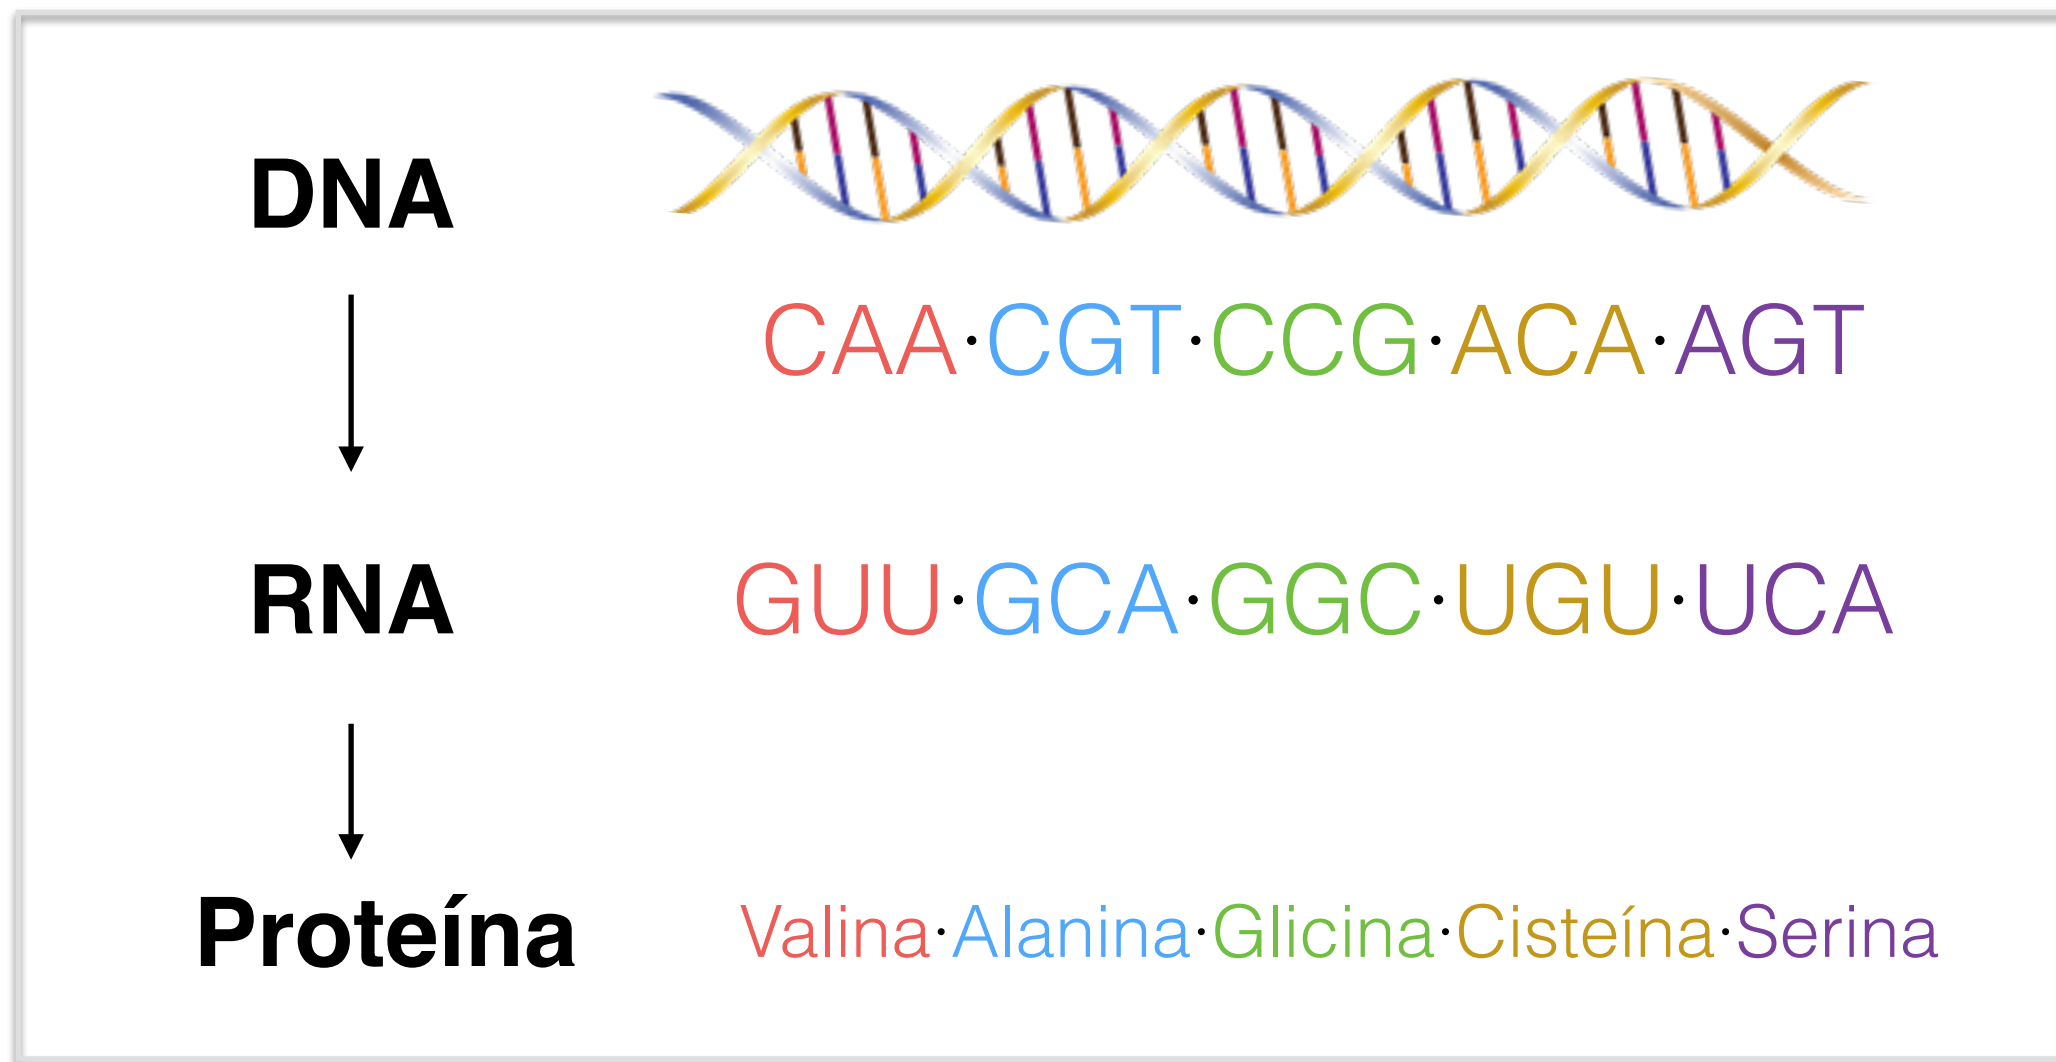 DNA
CAA·CGT·CCG·ACA·AGT
RNA
GUU·GCA·GGC·UGU·UCA
Proteína
Valina·Alanina·Glicina·Cisteína·Serina